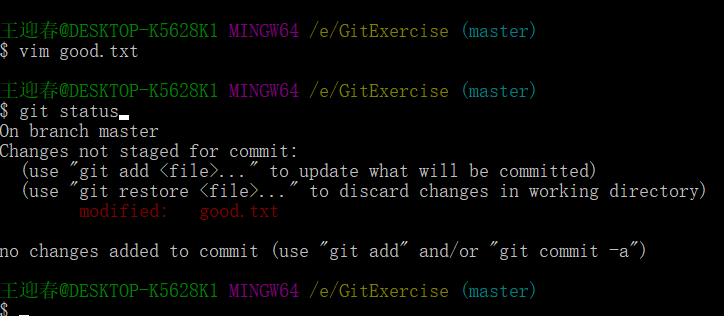 王迎春@DESKTOP-K5628K1 MINGW64 /e/GitExercise (master)
$ vim good.txt
王迎春@DESKTOP-K5628K1 MINGW64 /e/GitExercise (master)
$ git status
On branch master
Changes not staged for commit:
  (use "git add <file>..." to update what will be committed)
  (use "git restore <file>..." to discard changes in working directory)
        modified:   good.txt
no changes added to commit (use "git add" and/or "git commit -a")
王迎春@DESKTOP-K5628K1 MINGW64 /e/GitExercise (master)
$